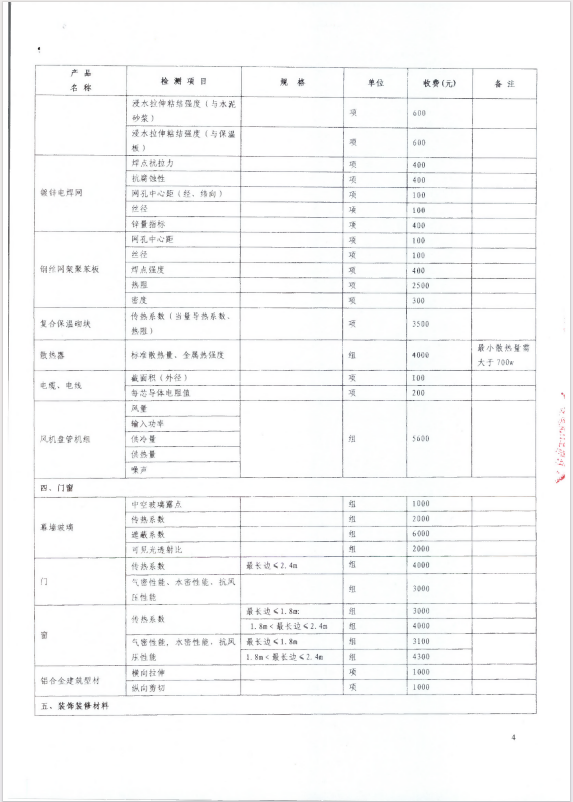 产品名称 检测项目 规格 单位 收费(元) 备注
浸水拉伸粘结强度（与水泥砂浆） 项 600
浸水拉伸粘结强度（与保温板） 项 600
镀锌电焊网 焊点抗拉力 项 400
抗腐蚀性 项 400
网孔中心距（经、纬向） 项 100
丝径 项 100
锌量指标 项 400
钢丝网架聚苯板 网孔中心距 项 100
丝径 项 100
焊点强度 项 400
热阻 项 2500
密度 项 300
复合保温砌块 传热系数（当量导热系数、热阻） 项 3500
散热器 标准散热量、金属热强度 组 4000 最小散热量需大于700w
电缆、电线 截面积（外径） 项 100
每芯导体电阻值 项 200
风机盘管机组 风量 组 5600
输入功率
供冷量
供热量
噪声
四、门窗
幕墙玻璃 中空玻璃露点 组 1000
传热系数 组 2000
遮蔽系数 组 6000
可见光透射比 组 2000
门 传热系数 最长边≤2.4m 组 4000
气密性能、水密性能、抗风压性能 组 3000
窗 传热系数 最长边≤1.8m: 组 3000
1.8m<最长边≤2.4m 组 4000
气密性能，水密性能、抗风压性能 最长边≤1.8m 组 3100
1.8m<最长边≤2.4m 组 4300
铝合金建筑型材 横向拉伸 项 1000
纵向剪切 项 1000
五、装饰装修材料
4